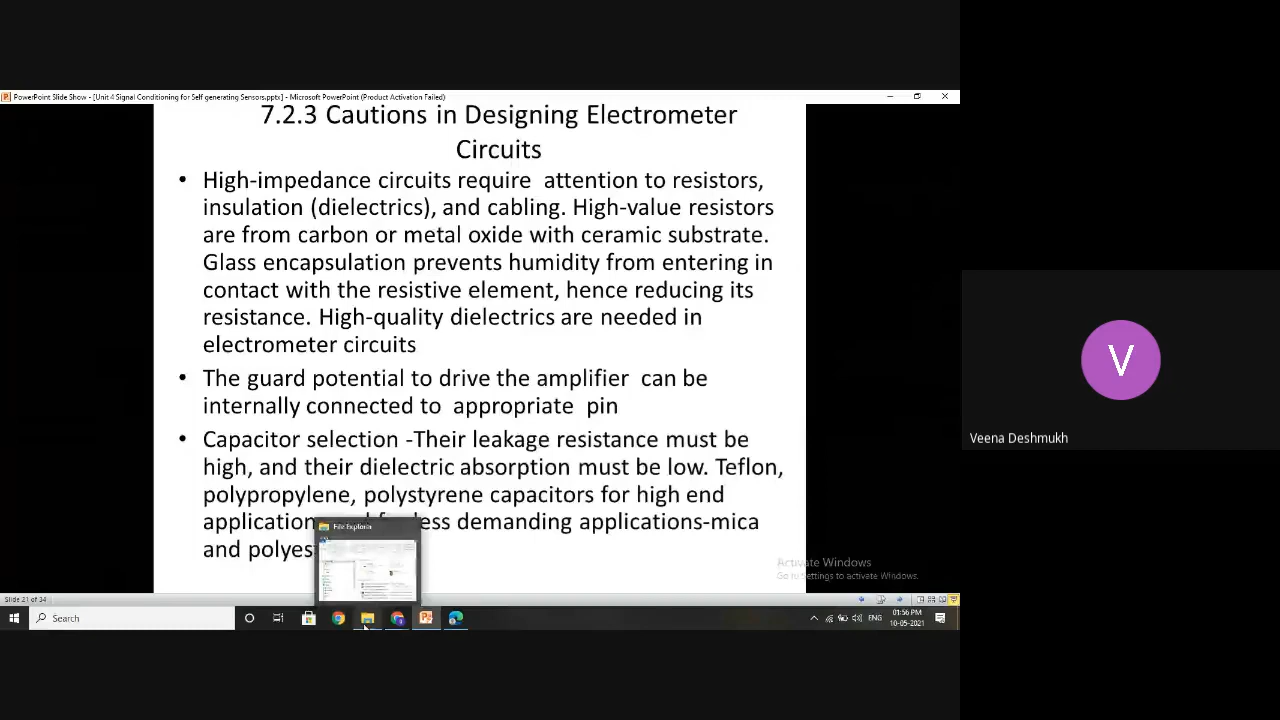 PowerPoint Slide Show - [Unit 4 Signal Conditioning for Self generating Sensors.pptx] - Microsoft PowerPoint (Product Activation Failed)
7.2.3 Cautions in Designing Electrometer
Circuits
• High-impedance circuits require attention to resistors,
insulation (dielectrics), and cabling. High-value resistors
are from carbon or metal oxide with ceramic substrate.
Glass encapsulation prevents humidity from entering in
contact with the resistive element, hence reducing its
resistance. High-quality dielectrics are needed in
electrometer circuits
• The guard potential to drive the amplifier can be
internally connected to appropriate pin
• Capacitor selection -Their leakage resistance must be
high, and their dielectric absorption must be low. Teflon,
polypropylene, polystyrene capacitors for high end
application less demanding applications-mica
and polyes
File Explorer
Activate Windows
Go to Settings to activate Windows.
Slide 21 of 34
Search
ENG
01:56 PM
10-05-2021
V
Veena Deshmukh